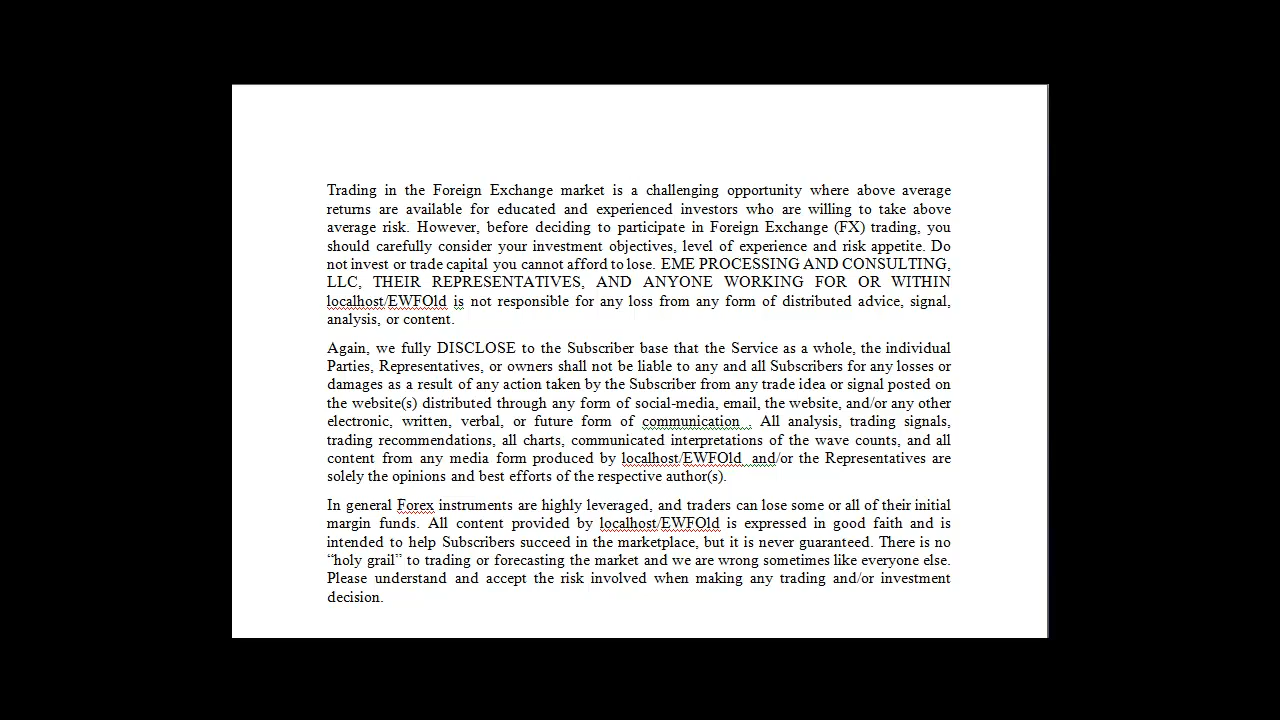 Trading in the Foreign Exchange market is a challenging opportunity where above average
returns are available for educated and experienced investors who are willing to take above
average risk. However, before deciding to participate in Foreign Exchange (FX) trading, you
should carefully consider your investment objectives, level of experience and risk appetite. Do
not invest or trade capital you cannot afford to lose. EME PROCESSING AND CONSULTING,
LLC, THEIR REPRESENTATIVES, AND ANYONE WORKING FOR OR WITHIN
localhost/EWFOld is not responsible for any loss from any form of distributed advice, signal,
analysis, or content.
Again, we fully DISCLOSE to the Subscriber base that the Service as a whole, the individual
Parties, Representatives, or owners shall not be liable to any and all Subscribers for any losses or
damages as a result of any action taken by the Subscriber from any trade idea or signal posted on
the website(s) distributed through any form of social-media, email, the website, and/or any other
electronic, written, verbal, or future form of communication . All analysis, trading signals,
trading recommendations, all charts, communicated interpretations of the wave counts, and all
content from any media form produced by localhost/EWFOld and/or the Representatives are
solely the opinions and best efforts of the respective author(s).
In general Forex instruments are highly leveraged, and traders can lose some or all of their initial
margin funds. All content provided by localhost/EWFOld is expressed in good faith and is
intended to help Subscribers succeed in the marketplace, but it is never guaranteed. There is no
“holy grail” to trading or forecasting the market and we are wrong sometimes like everyone else.
Please understand and accept the risk involved when making any trading and/or investment
decision.